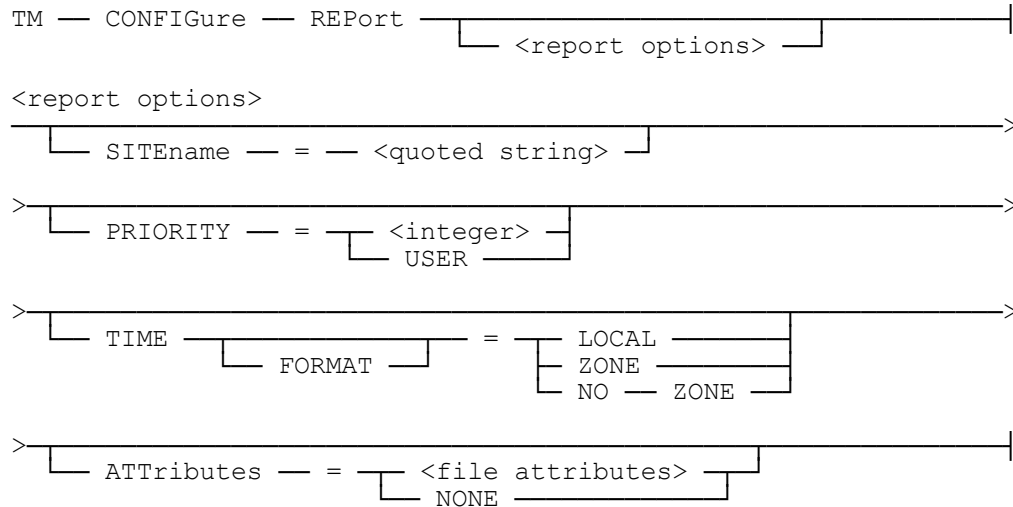 TM ── CONFIGure ── REPort
<report options>
<report options>
>
SITEname ── = ── <quoted string>
> >
PRIORITY ── = <integer>
USER
> >
TIME = LOCAL
FORMAT ZONE
NO ── ZONE
>
ATTributes ── = <file attributes>
NONE